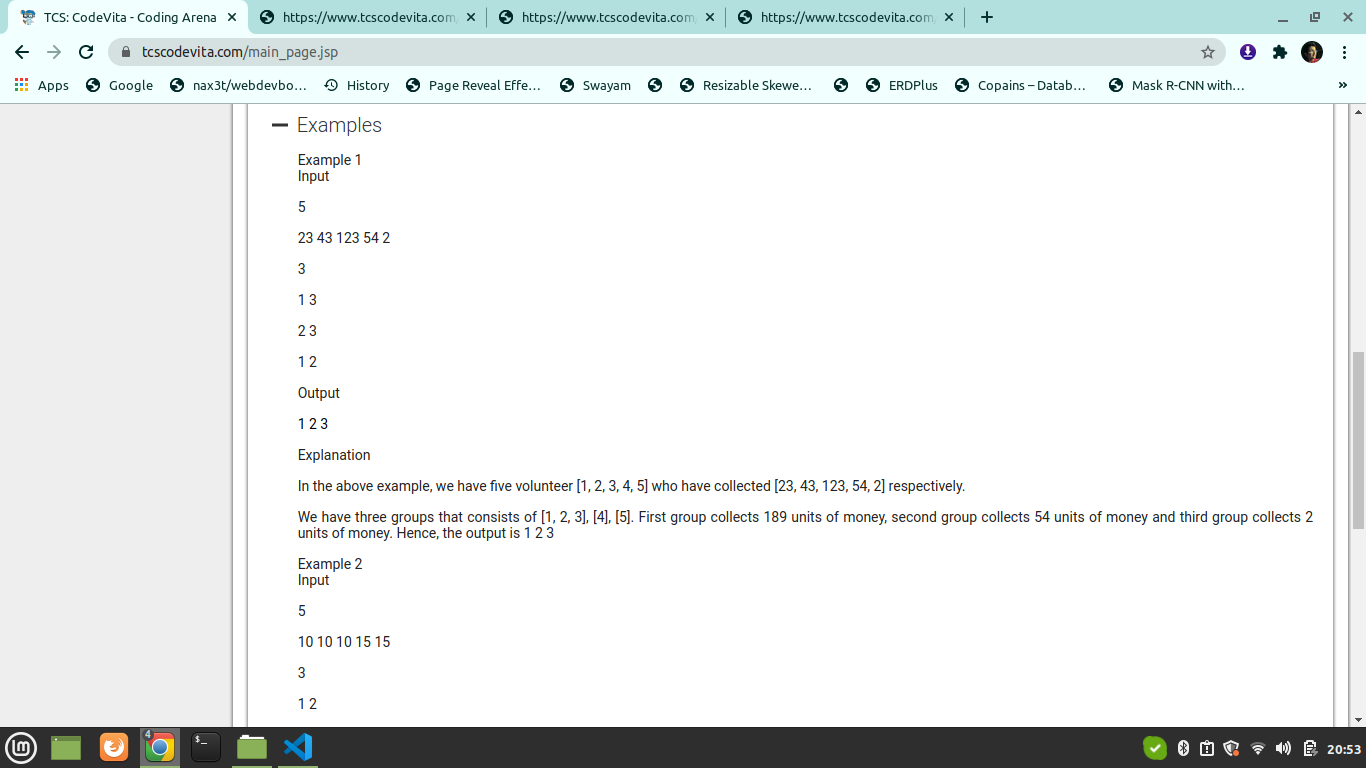 TCS: CodeVita - Coding Arena
https://www.tcscodevita.com
https://www.tcscodevita.com
https://www.tcscodevita.com
tcscodevita.com/main_page.jsp
Apps Google nax3t/webdevbo... History Page Reveal Effe... Swayam Resizable Skewe... ERDPlus Copains – Datab... Mask R-CNN with... »
Examples
Example 1
Input
5
23 43 123 54 2
3
1 3
2 3
1 2
Output
1 2 3
Explanation
In the above example, we have five volunteer [1, 2, 3, 4, 5] who have collected [23, 43, 123, 54, 2] respectively.
We have three groups that consists of [1, 2, 3], [4], [5]. First group collects 189 units of money, second group collects 54 units of money and third group collects 2
units of money. Hence, the output is 1 2 3
Example 2
Input
5
10 10 10 15 15
3
1 2
4
$_
20:53